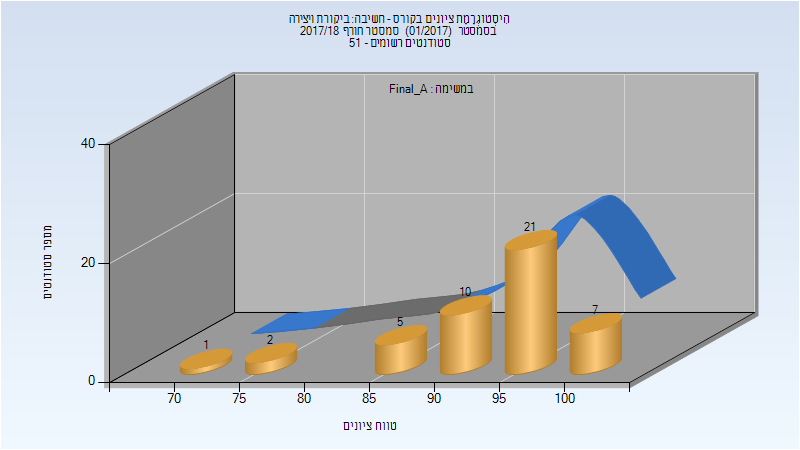 היסטוגרמת ציונים בקורס - חשיבה: ביקורת ויצירה
בסמסטר (01/2017) סמסטר חורף 2017/18
סטודנטים רשומים - 51
במשימה : Final_A
מספר סטודנטים
40
20
0
1
2
5
10
21
7
70
75
80
85
90
95
100
טווח ציונים